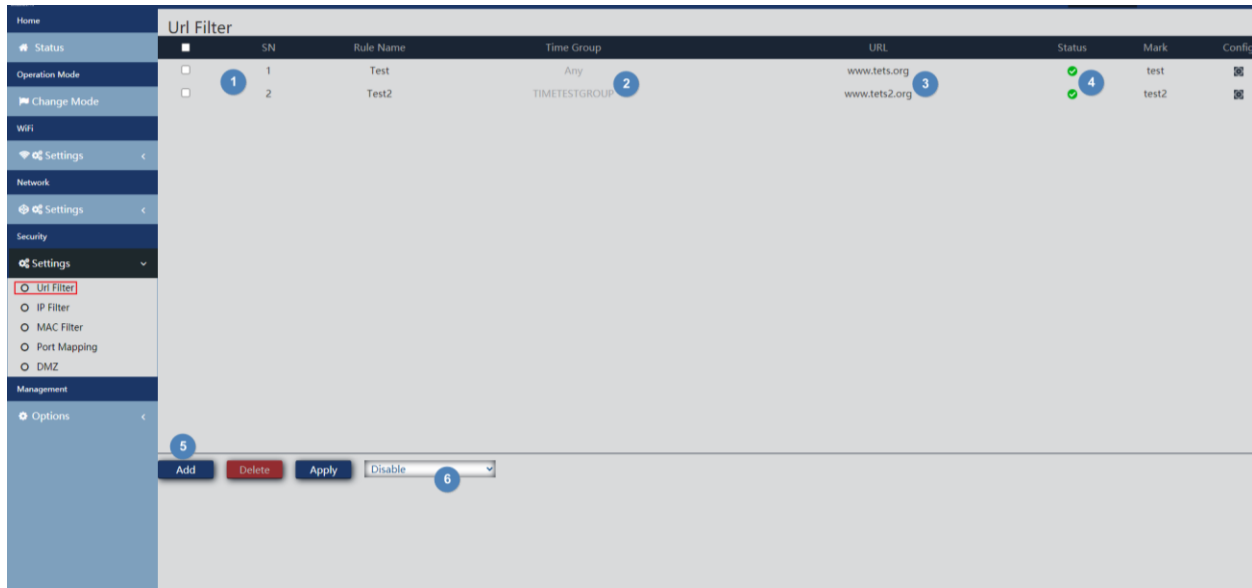 Home
Status
Operation Mode
Change Mode
WiFi
Settings
Network
Settings
Security
Settings
Url Filter
IP Filter
MAC Filter
Port Mapping
DMZ
Management
Options
Url Filter
SN Rule Name Time Group URL Status Mark Config
1 1 Test Any 2 www.tets.org 3 4 test
2 Test2 TIMETESTGROUP www.tets2.org test2
5
Add Delete Apply Disable 6